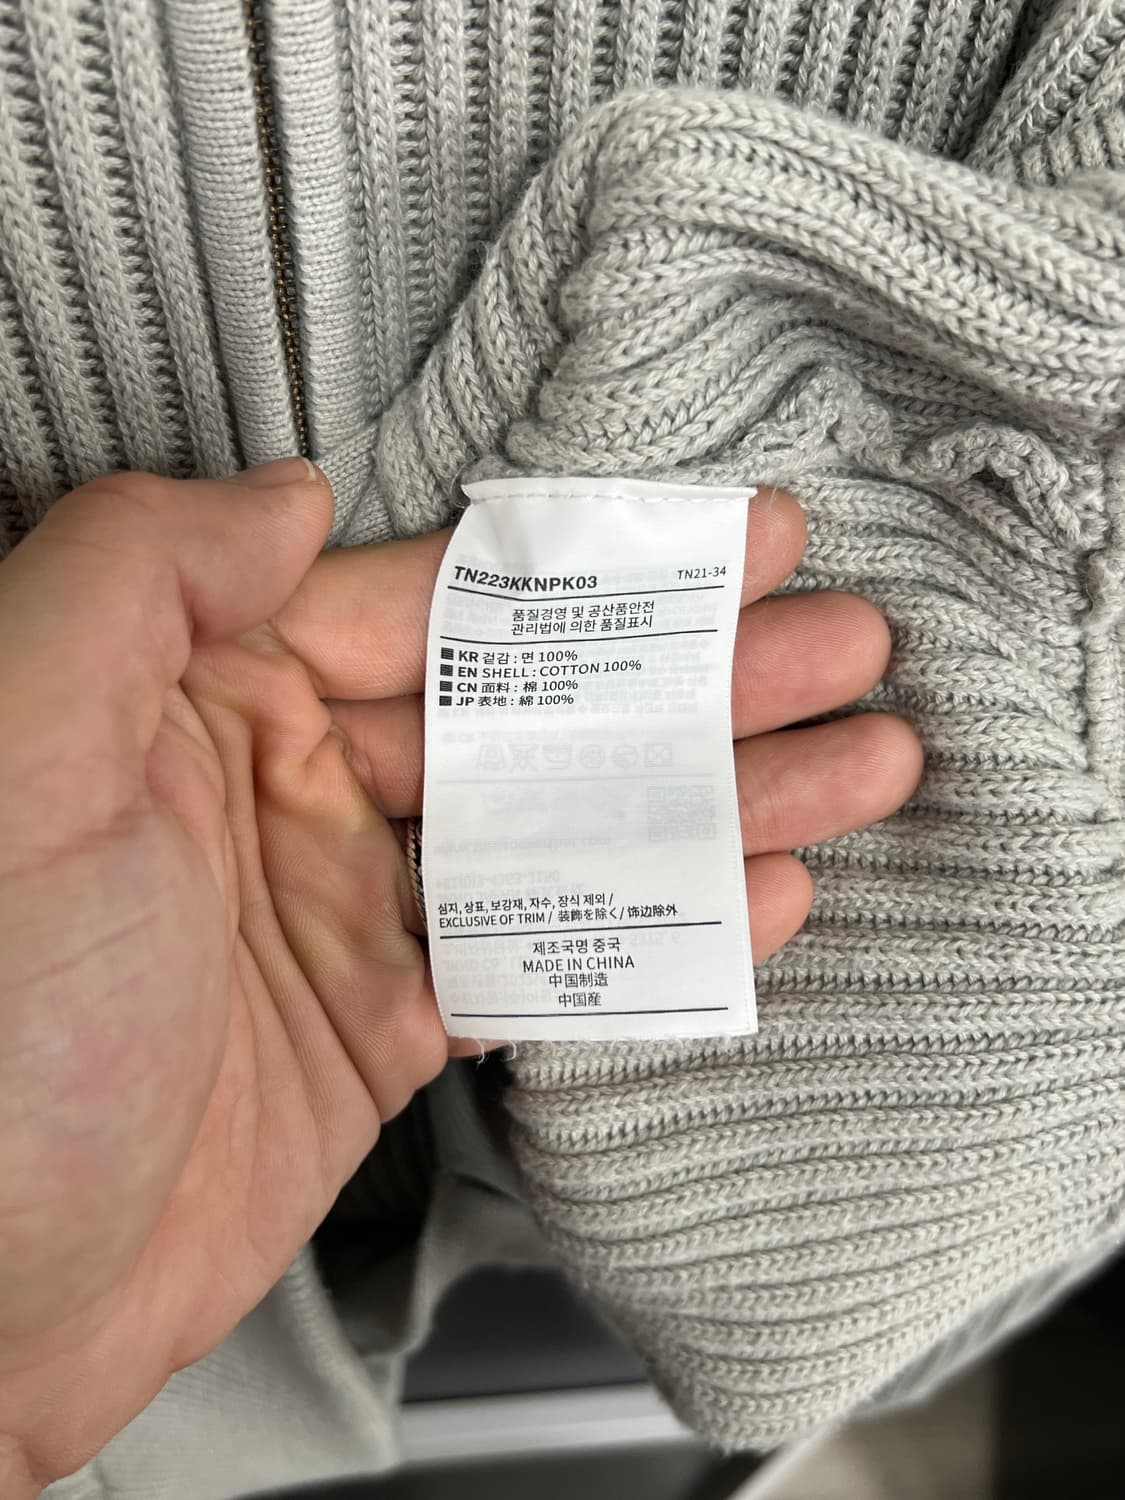 TN223KKNPK03
TN21-34
품질경영 및 공산품안전
관리법에 의한 품질표시
KR 겉감 : 면 100%
EN SHELL : COTTON 100%
CN 面料 : 棉 100%
JP 表地 : 綿 100%
심지, 상표, 보강재, 자수, 장식 제외 /
EXCLUSIVE OF TRIM / 装飾を除く / 饰边除外
제조국명 중국
MADE IN CHINA
中国制造
中国産